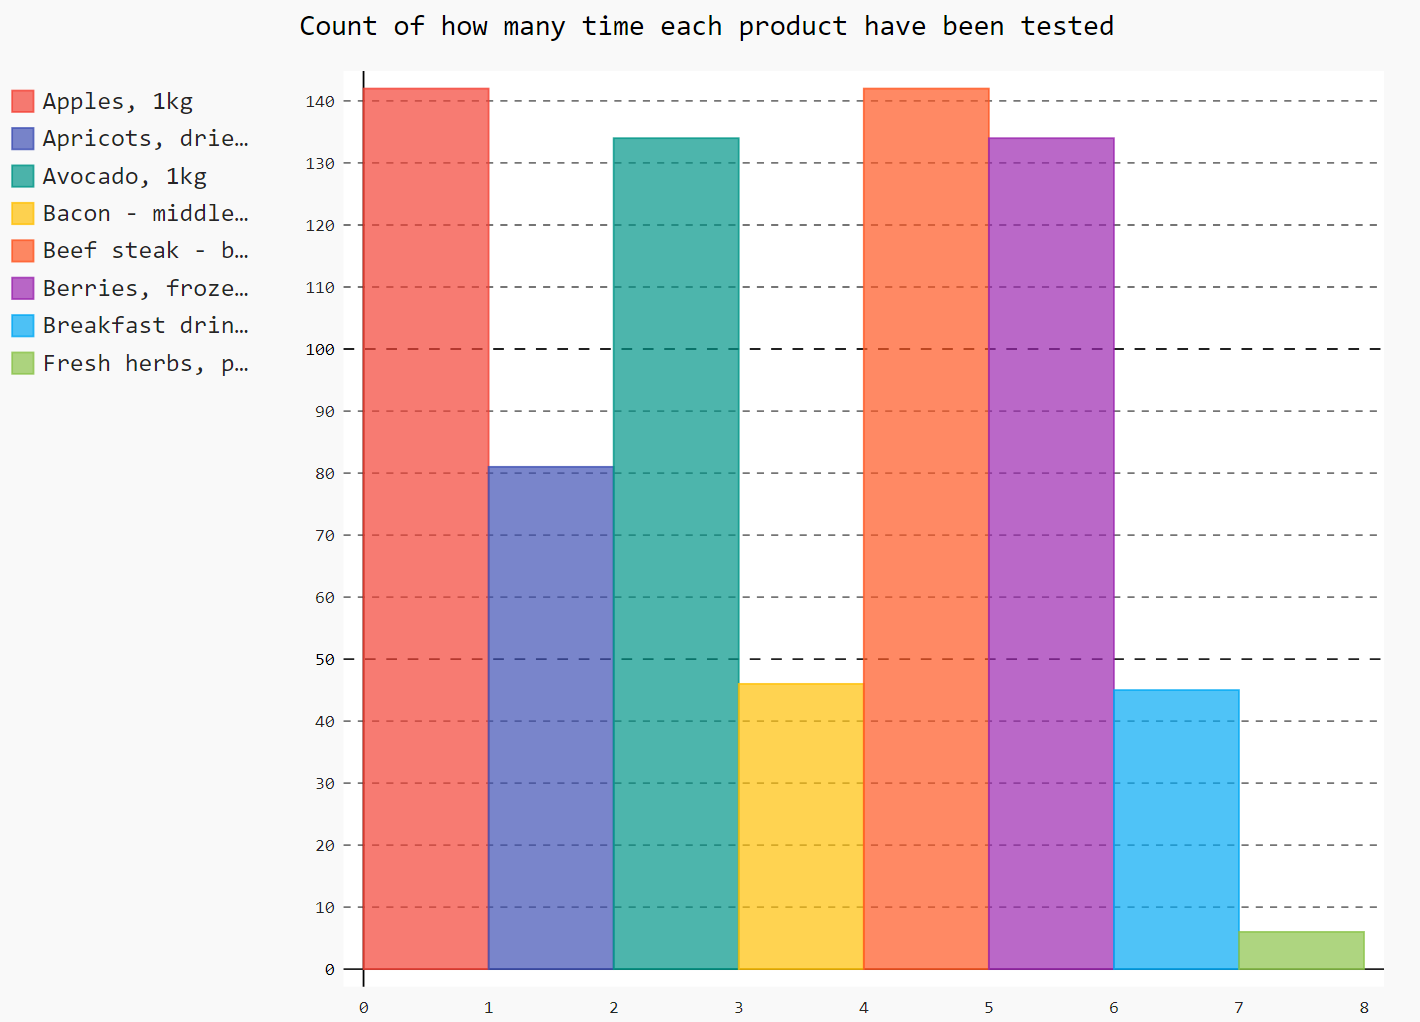 Count of how many time each product have been tested
Apples, 1kg
Apricots, drie…
Avocado, 1kg
Bacon - middle…
Beef steak - b…
Berries, froze…
Breakfast drin…
Fresh herbs, p…
140
130
120
110
100
90
80
70
60
50
40
30
20
10
0
0 1 2 3 4 5 6 7 8